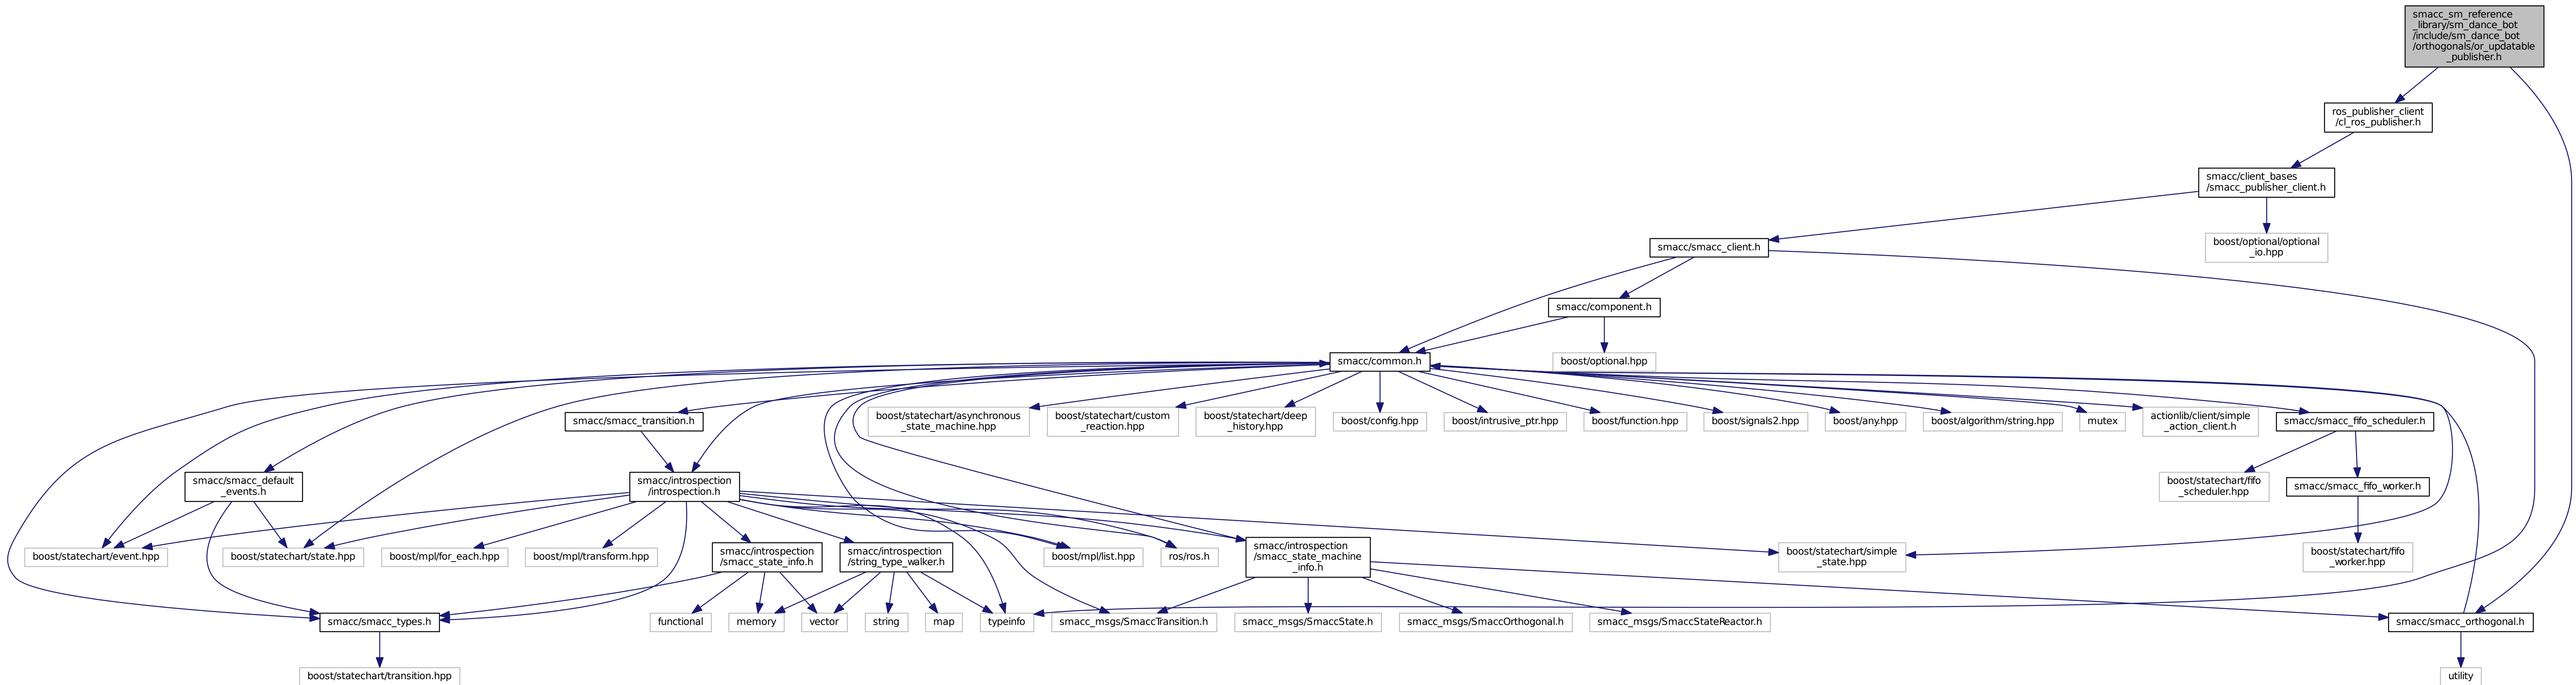 smacc_sm_reference
_library/sm_dance_bot
/include/sm_dance_bot
/orthogonals/or_updatable
_publisher.h
ros_publisher_client
/cl_ros_publisher.h
smacc/client_bases
/smacc_publisher_client.h
smacc/smacc_client.h
boost/optional/optional
_io.hpp
smacc/component.h
smacc/common.h
boost/optional.hpp
smacc/smacc_transition.h
boost/statechart/asynchronous
_state_machine.hpp
boost/statechart/custom
_reaction.hpp
boost/statechart/deep
_history.hpp
boost/config.hpp
boost/intrusive_ptr.hpp
boost/function.hpp
boost/signals2.hpp
boost/any.hpp
boost/algorithm/string.hpp
mutex
actionlib/client/simple
_action_client.h
smacc/smacc_fifo_scheduler.h
smacc/smacc_default
_events.h
smacc/introspection
/introspection.h
boost/statechart/fifo
_scheduler.hpp
smacc/smacc_fifo_worker.h
boost/statechart/event.hpp
boost/statechart/state.hpp
boost/mpl/for_each.hpp
boost/mpl/transform.hpp
smacc/introspection
/smacc_state_info.h
smacc/introspection
/string_type_walker.h
boost/mpl/list.hpp
ros/ros.h
smacc/introspection
/smacc_state_machine
_info.h
boost/statechart/simple
_state.hpp
boost/statechart/fifo
_worker.hpp
smacc/smacc_types.h
functional
memory
vector
string
map
typeinfo
smacc_msgs/SmaccTransition.h
smacc_msgs/SmaccState.h
smacc_msgs/SmaccOrthogonal.h
smacc_msgs/SmaccStateReactor.h
smacc/smacc_orthogonal.h
boost/statechart/transition.hpp
utility